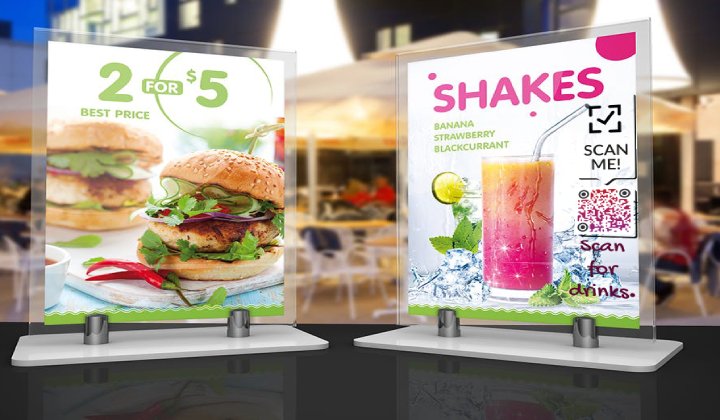 2 FOR $5
BEST PRICE
SHAKES
BANANA
STRAWBERRY
BLACKCURRANT
SCAN
ME!
Scan
for
drinks.